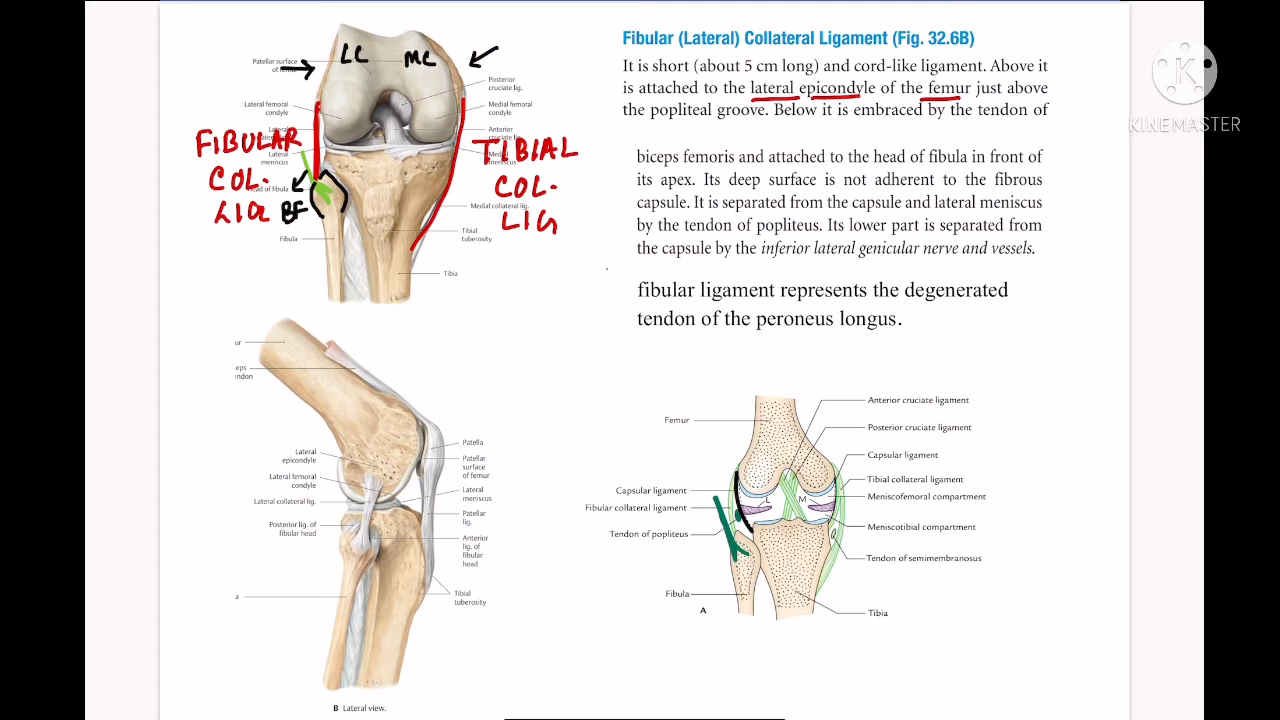 Fibular (Lateral) Collateral Ligament (Fig. 32.6B)
It is short (about 5 cm long) and cord-like ligament. Above it
is attached to the lateral epicondyle of the femur just above
the popliteal groove. Below it is embraced by the tendon of
biceps fenoris and attached to the head of fibula in front of
its apex. Its deep surface is not adherent to the fibrous
capsule. It is separated from the capsule and lateral meniscus
by the tendon of popliteus. Its lower part is separated from
the capsule by the inferior lateral genicular nerve and vessels.
fibular ligament represents the degenerated
tendon of the peroneus longus.
K
KINEMASTER
LC
MC
Patellar surface
of
Lateral femoral
condyle
Lateral
meniscus
of fibula
Fibula
FIBULAR
COL.
LIG
BF
Posterior
cruciate lig.
Medial femoral
condyle
Anterior
cruciate lig.
Medial collateral lig.
Tibial
tuberosity
Tibia
TIBIAL
COL.
LIG
ur
eps
endon
Lateral
epicondyle
Lateral femoral
condyle
Lateral collateral lig.
Posterior lig. of
fibular head
a
Patella
Patellar
surface
of femur
Lateral
meniscus
Patellar
lig.
Anterior
lig. of
fibular
head
Tibial
tuberosity
B Lateral view.
Femur
Capsular ligament
Fibular collateral ligament
Tendon of popliteus
Fibula
A
L
M
Anterior cruciate ligament
Posterior cruciate ligament
Capsular ligament
Tibial collateral ligament
Meniscofemoral compartment
Meniscotibial compartment
Tendon of semimembranosus
Tibia